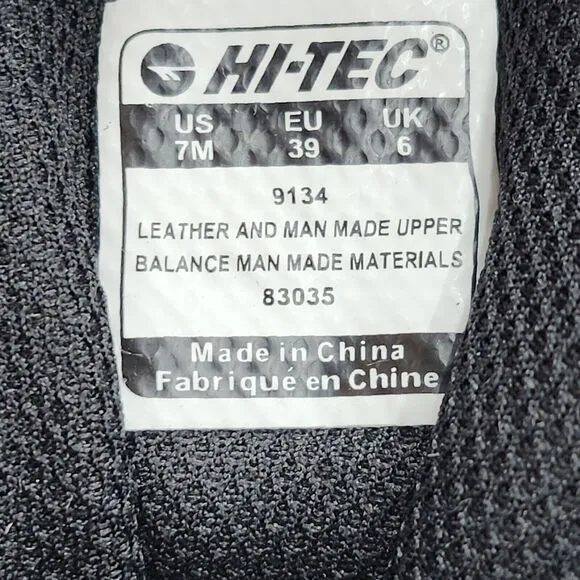 HI-TEC®
US EU UK
7M 39 6
9134
LEATHER AND MAN MADE UPPER
BALANCE MAN MADE MATERIALS
83035
Made in China
Fabriqué en Chine